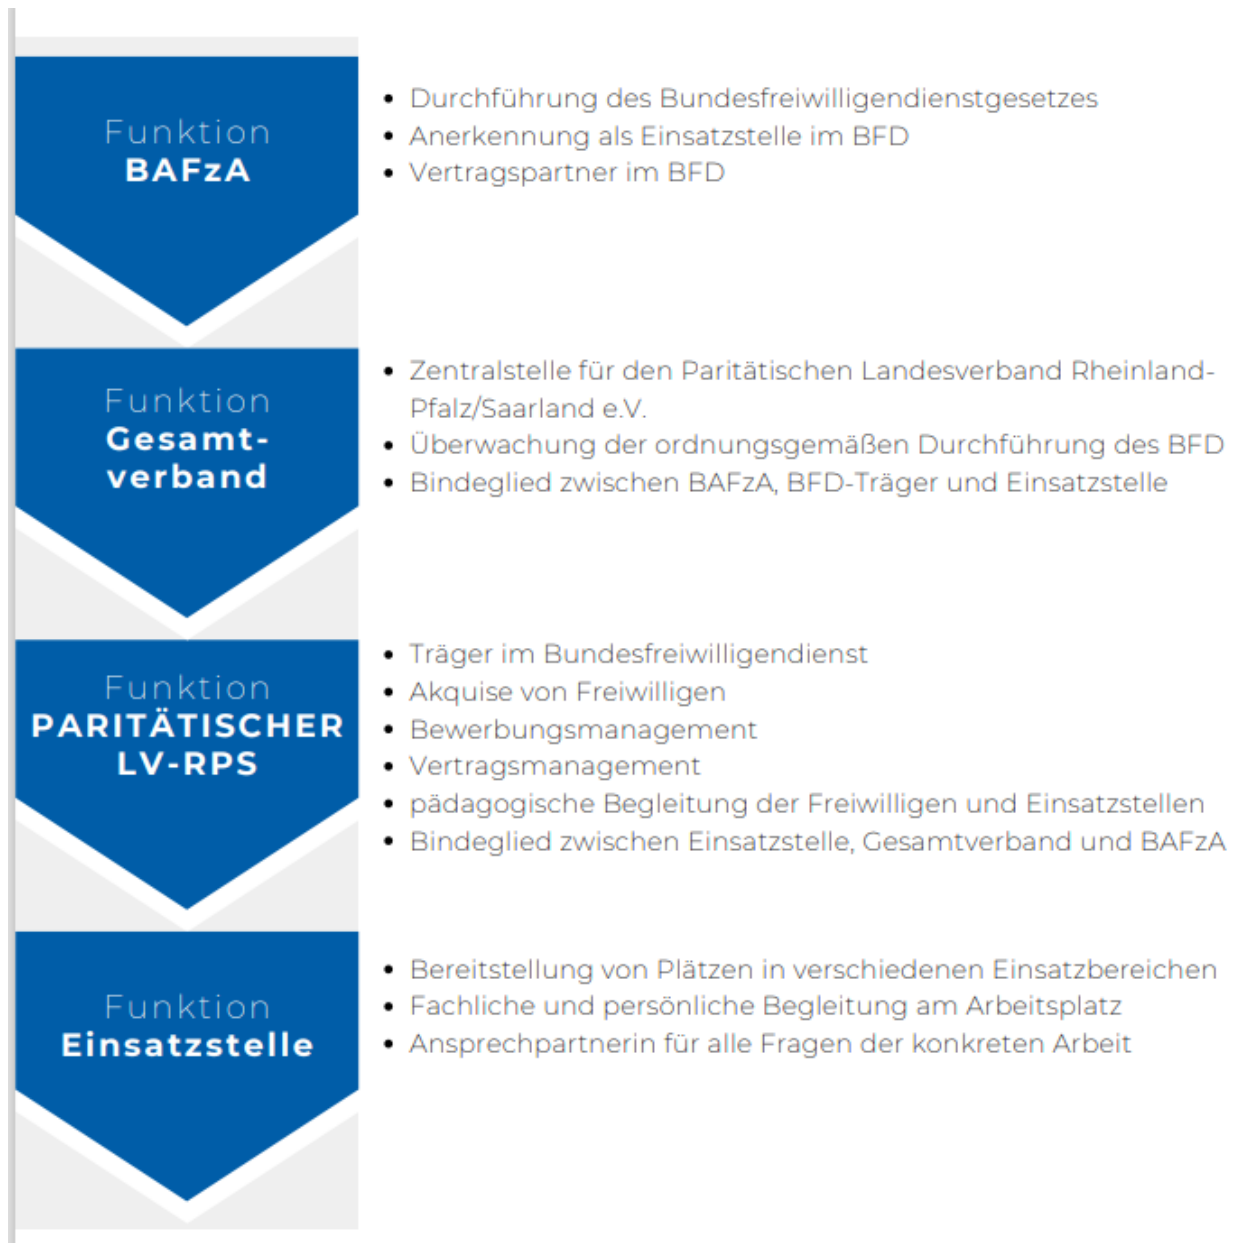 Funktion
BAFzA
• Durchführung des Bundesfreiwilligendienstgesetzes
• Anerkennung als Einsatzstelle im BFD
• Vertragspartner im BFD
Funktion
Gesamt-
verband
• Zentralstelle für den Paritätischen Landesverband Rheinland-
Pfalz/Saarland e.V.
• Überwachung der ordnungsgemäßen Durchführung des BFD
• Bindeglied zwischen BAFzA, BFD-Träger und Einsatzstelle
Funktion
PARITÄTISCHER
LV-RPS
• Träger im Bundesfreiwilligendienst
• Akquise von Freiwilligen
• Bewerbungsmanagement
• Vertragsmanagement
• pädagogische Begleitung der Freiwilligen und Einsatzstellen
• Bindeglied zwischen Einsatzstelle, Gesamtverband und BAFzA
Funktion
Einsatzstelle
• Bereitstellung von Plätzen in verschiedenen Einsatzbereichen
• Fachliche und persönliche Begleitung am Arbeitsplatz
• Ansprechpartnerin für alle Fragen der konkreten Arbeit